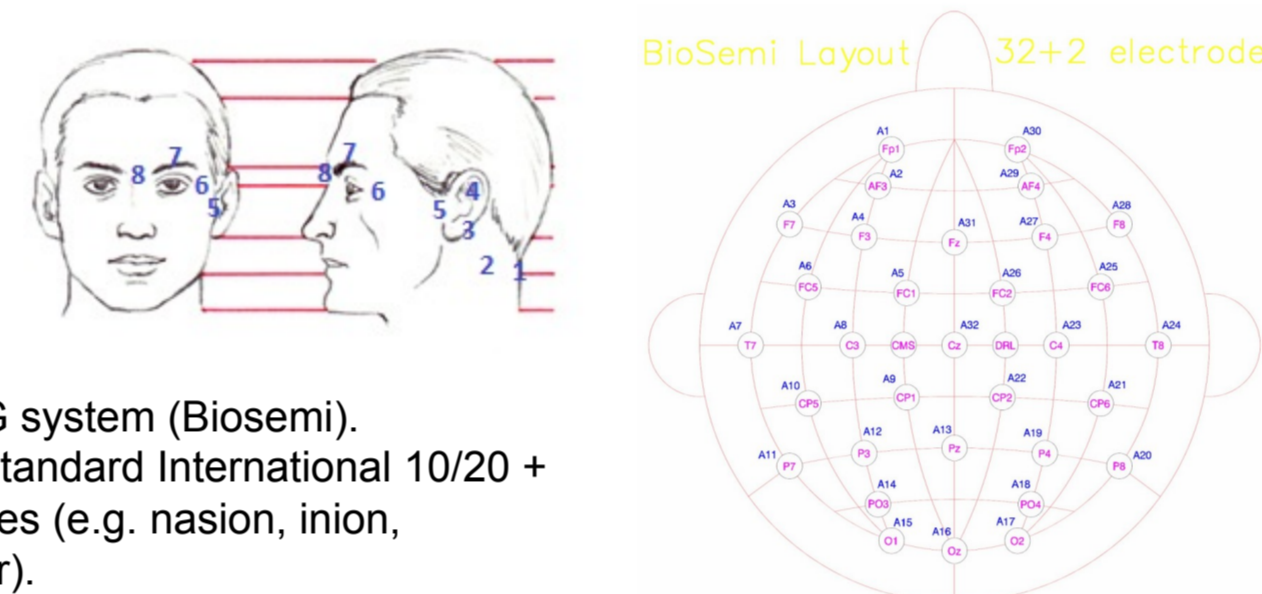 BioSemi Layout 32+2 electrode
7
8
6
5
7
8
6
4
5
3
2
1
G system (Biosemi).
tandard International 10/20 +
es (e.g. nasion, inion,
r).
A1
Fp1
A30
Fp2
A2
AF3
A29
AF4
A3
F7
A4
F3
A31
Fz
A27
F4
A28
F8
A6
FC5
A5
FC1
A26
FC2
A25
FC6
A7
T7
A8
C3
CMS
A32
Cz
DRL
A23
C4
A24
T8
A10
CP5
A9
CP1
A22
CP2
A21
CP6
A11
P7
A12
P3
A13
Pz
A19
P4
A20
P8
A14
PO3
A18
PO4
A15
O1
A16
Oz
A17
O2